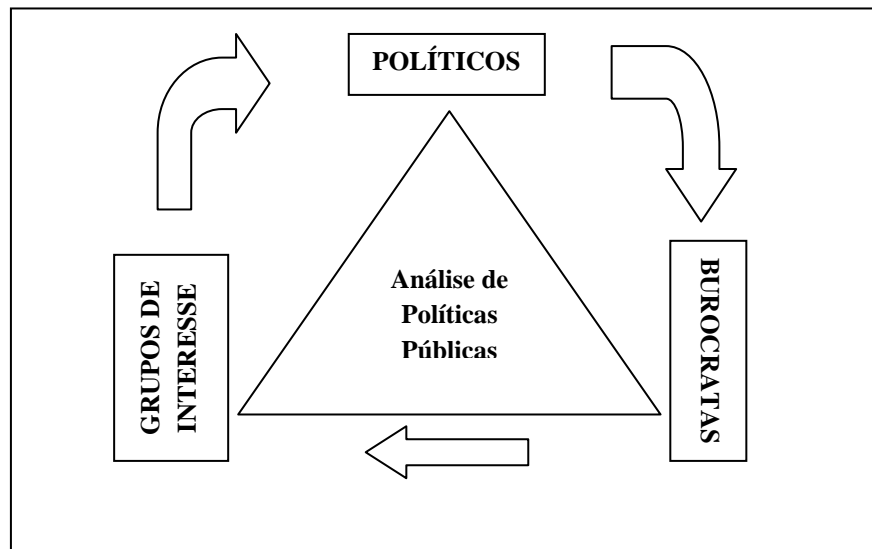 POLÍTICOS
GRUPOS DE
INTERESSE
Análise de
Políticas
Públicas
BUROCRATAS